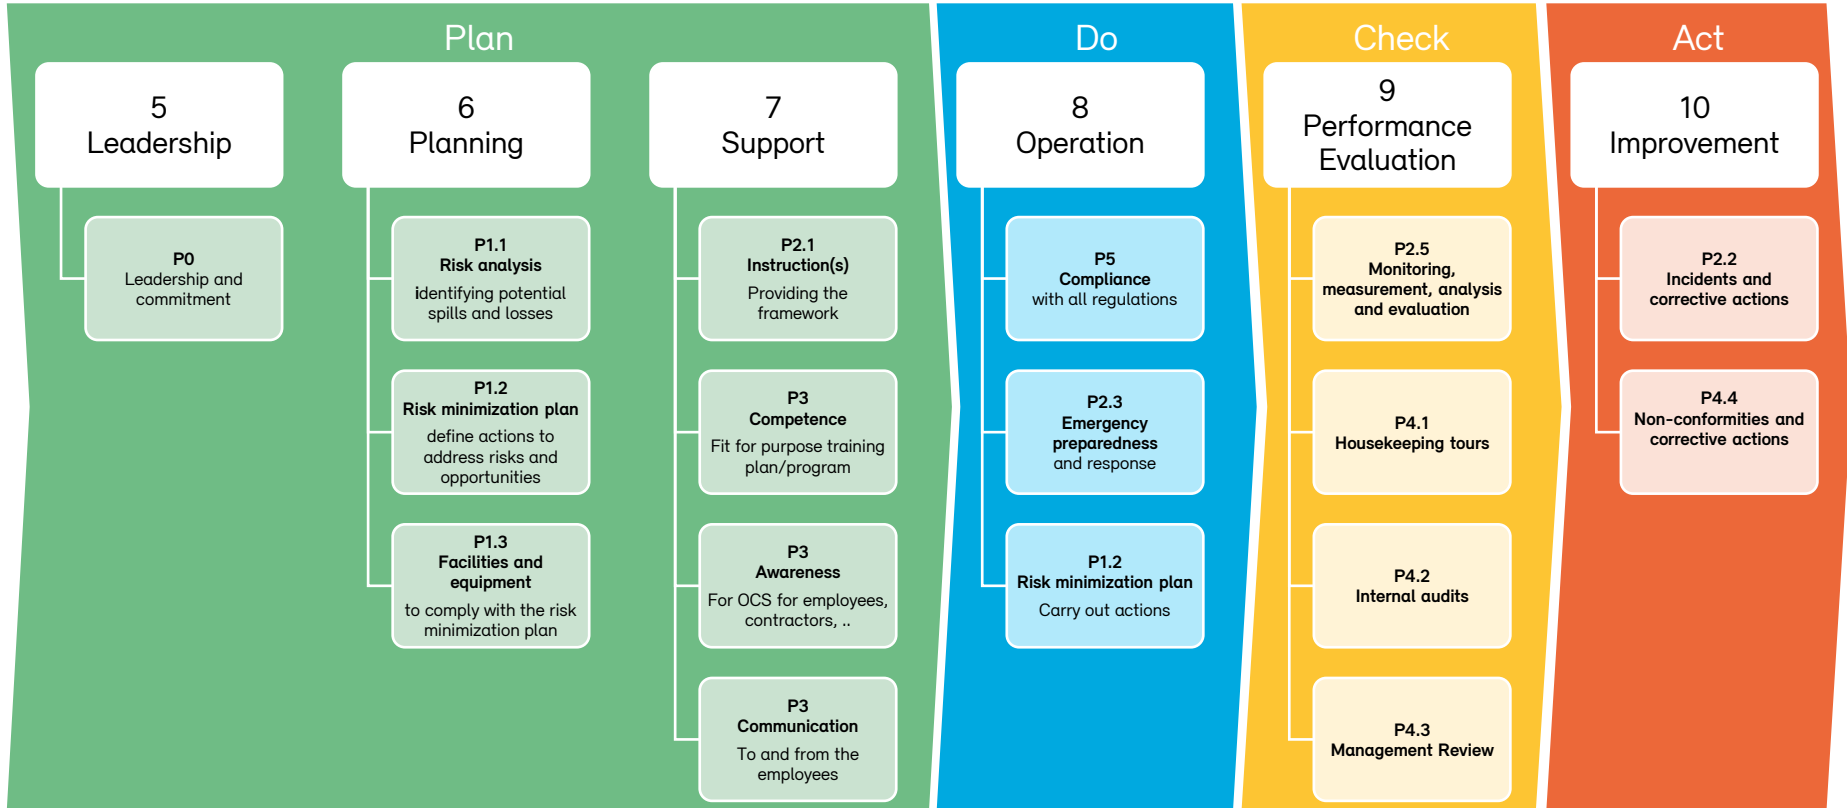 Plan
5
Leadership
P0
Leadership and
commitment
6
Planning
P1.1
Risk analysis
identifying potential
spills and losses
P1.2
Risk minimization plan
define actions to
address risks and
opportunities
P1.3
Facilities and
equipment
to comply with the risk
minimization plan
7
Support
P2.1
Instruction(s)
Providing the
framework
P3
Competence
Fit for purpose training
plan/program
P3
Awareness
For OCS for employees,
contractors, ..
P3
Communication
To and from the
employees
Do
8
Operation
P5
Compliance
with all regulations
P2.3
Emergency
preparedness
and response
P1.2
Risk minimization plan
Carry out actions
Check
9
Performance
Evaluation
P2.5
Monitoring,
measurement, analysis
and evaluation
P4.1
Housekeeping tours
P4.2
Internal audits
P4.3
Management Review
Act
10
Improvement
P2.2
Incidents and
corrective actions
P4.4
Non-conformities and
corrective actions